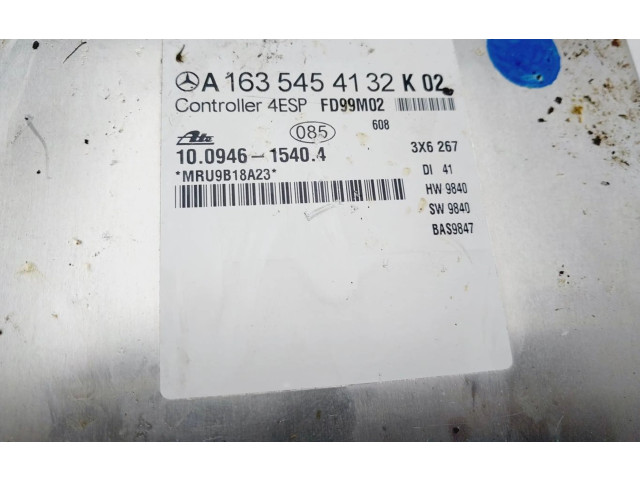 A 163 545 41 32 K 02
Controller 4ESP FD99M02
608
Ate 085
10.0946-1540.4 3X6 267
*MRU9B18A23* DI 41
HW 9840
SW 9840
BAS9847